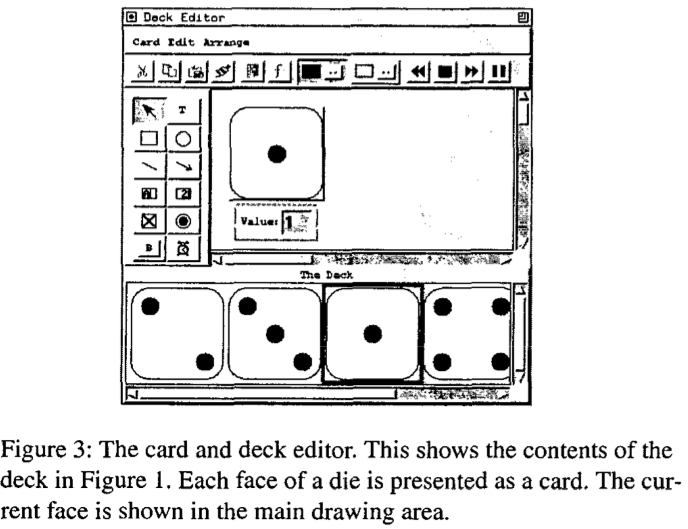 Deck Editor
Card Edit Arrange
f
T
A 2
B
Value: 1
The Deck
Figure 3: The card and deck editor. This shows the contents of the
deck in Figure 1. Each face of a die is presented as a card. The cur-
rent face is shown in the main drawing area.